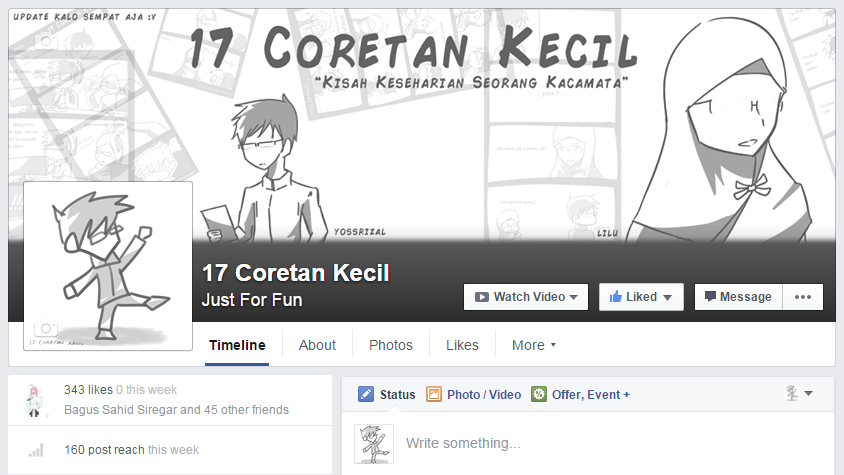 UPDATE KALO SEMPAT AJA :V
17 CORETAN KECIL
"KISAH KESEHARIAN SEORANG KACAMATA"
YOSSRIZAL
LILU
17 CORETAN KECIL
17 Coretan Kecil
Just For Fun
Watch Video
Liked
Message
Timeline
About
Photos
Likes
More
343 likes 0 this week
Bagus Sahid Siregar and 45 other friends
160 post reach this week
Status
Photo / Video
Offer, Event +
Write something...